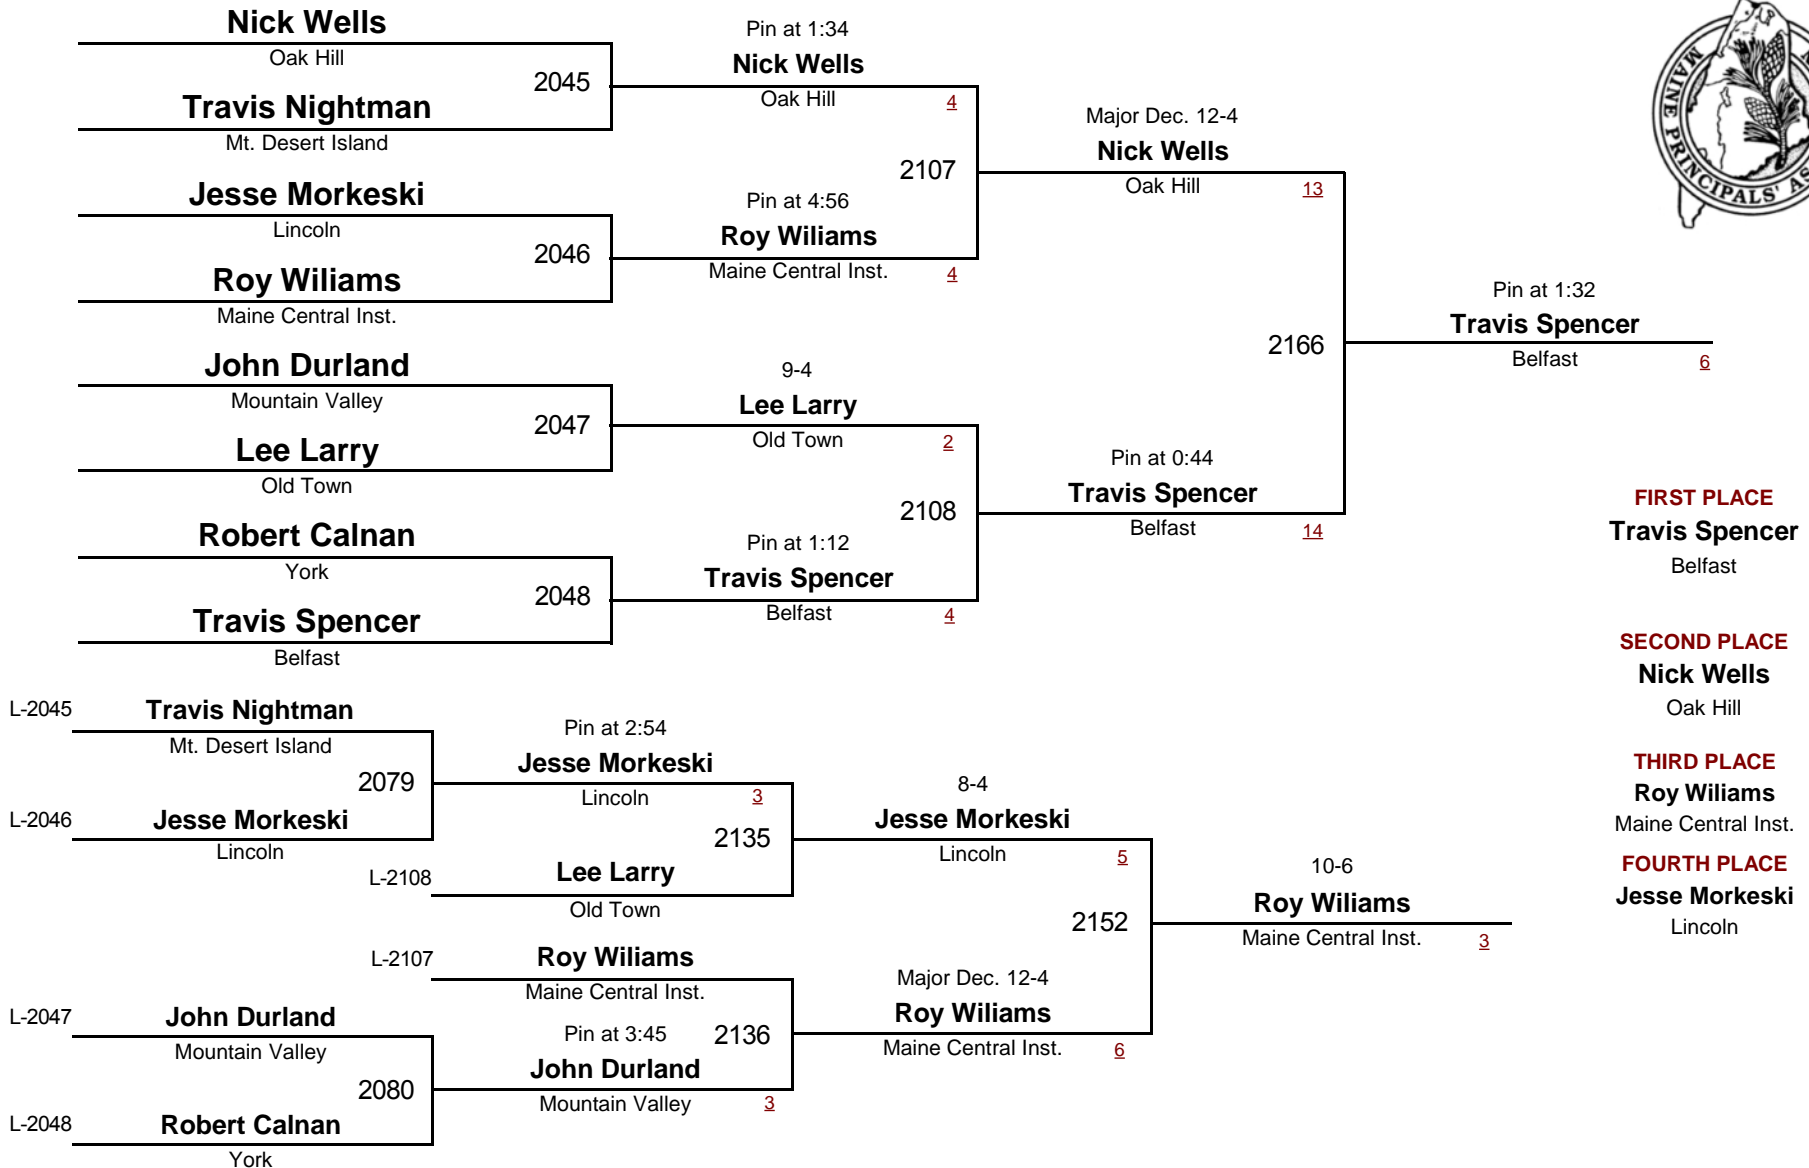 Nick Wells
Oak Hill
2045
Travis Nightman
Mt. Desert Island
Jesse Morkeski
Lincoln
2046
Roy Wiliams
Maine Central Inst.
John Durland
Mountain Valley
2047
Lee Larry
Old Town
Robert Calnan
York
2048
Travis Spencer
Belfast
Pin at 1:34
Nick Wells
Oak Hill
4
2107
Pin at 4:56
Roy Wiliams
Maine Central Inst.
4
9-4
Lee Larry
Old Town
2
2108
Pin at 1:12
Travis Spencer
Belfast
4
Major Dec. 12-4
Nick Wells
Oak Hill
13
2166
Pin at 0:44
Travis Spencer
Belfast
14
Pin at 1:32
Travis Spencer
Belfast
6
MAINE PRINCIPALS' AS
FIRST PLACE
Travis Spencer
Belfast
SECOND PLACE
Nick Wells
Oak Hill
THIRD PLACE
Roy Wiliams
Maine Central Inst.
FOURTH PLACE
Jesse Morkeski
Lincoln
L-2045
Travis Nightman
Mt. Desert Island
2079
L-2046
Jesse Morkeski
Lincoln
Pin at 2:54
Jesse Morkeski
Lincoln
3
2135
L-2108
Lee Larry
Old Town
L-2107
Roy Wiliams
Maine Central Inst.
2136
L-2047
John Durland
Mountain Valley
2080
L-2048
Robert Calnan
York
Pin at 3:45
John Durland
Mountain Valley
3
8-4
Jesse Morkeski
Lincoln
5
2152
Major Dec. 12-4
Roy Wiliams
Maine Central Inst.
6
10-6
Roy Wiliams
Maine Central Inst.
3